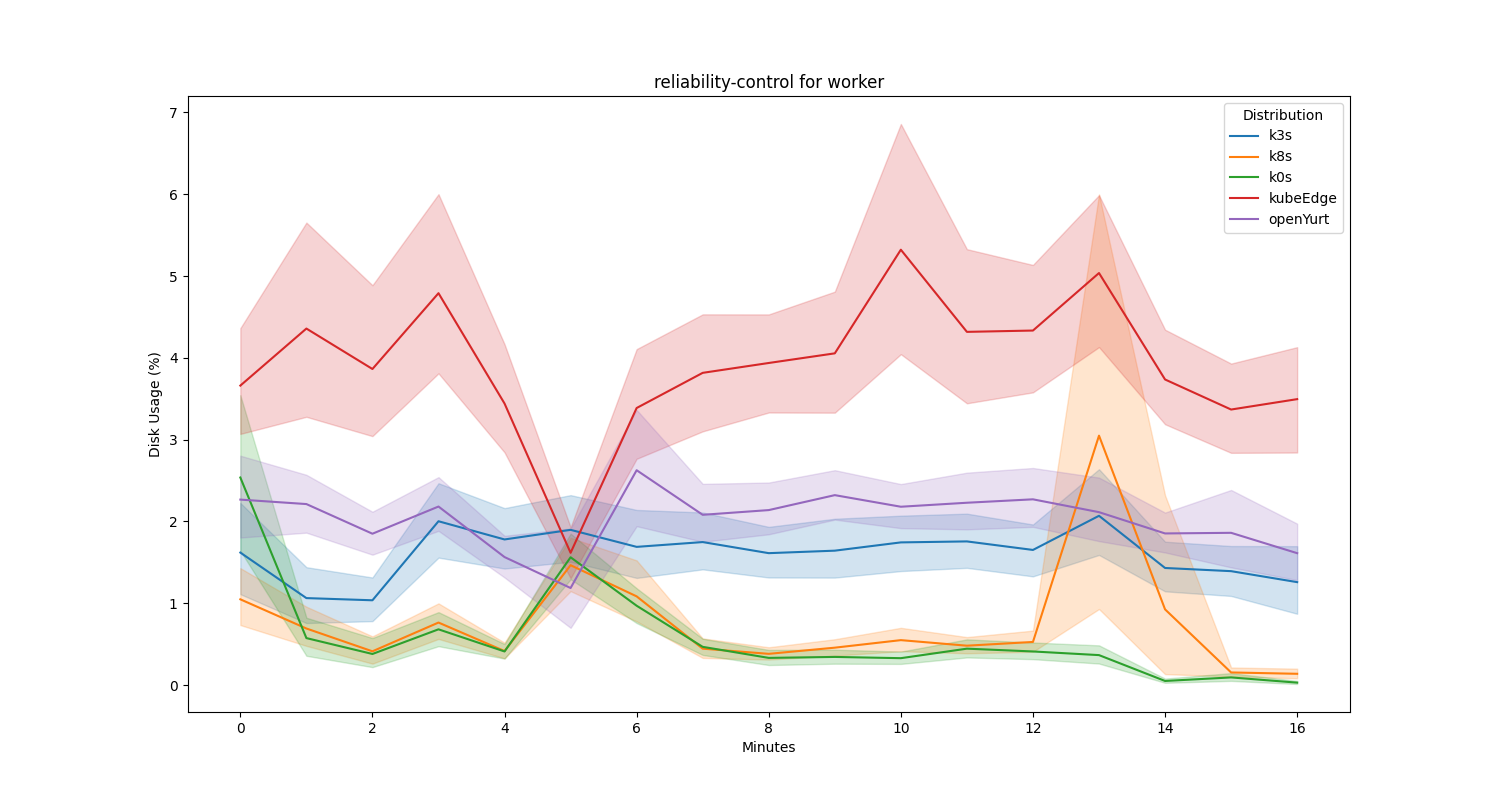 reliability-control for worker
Distribution
k3s
k8s
k0s
kubeEdge
openYurt
Disk Usage (%)
7
6
5
4
3
2
1
0
0 2 4 6 8 10 12 14 16
Minutes